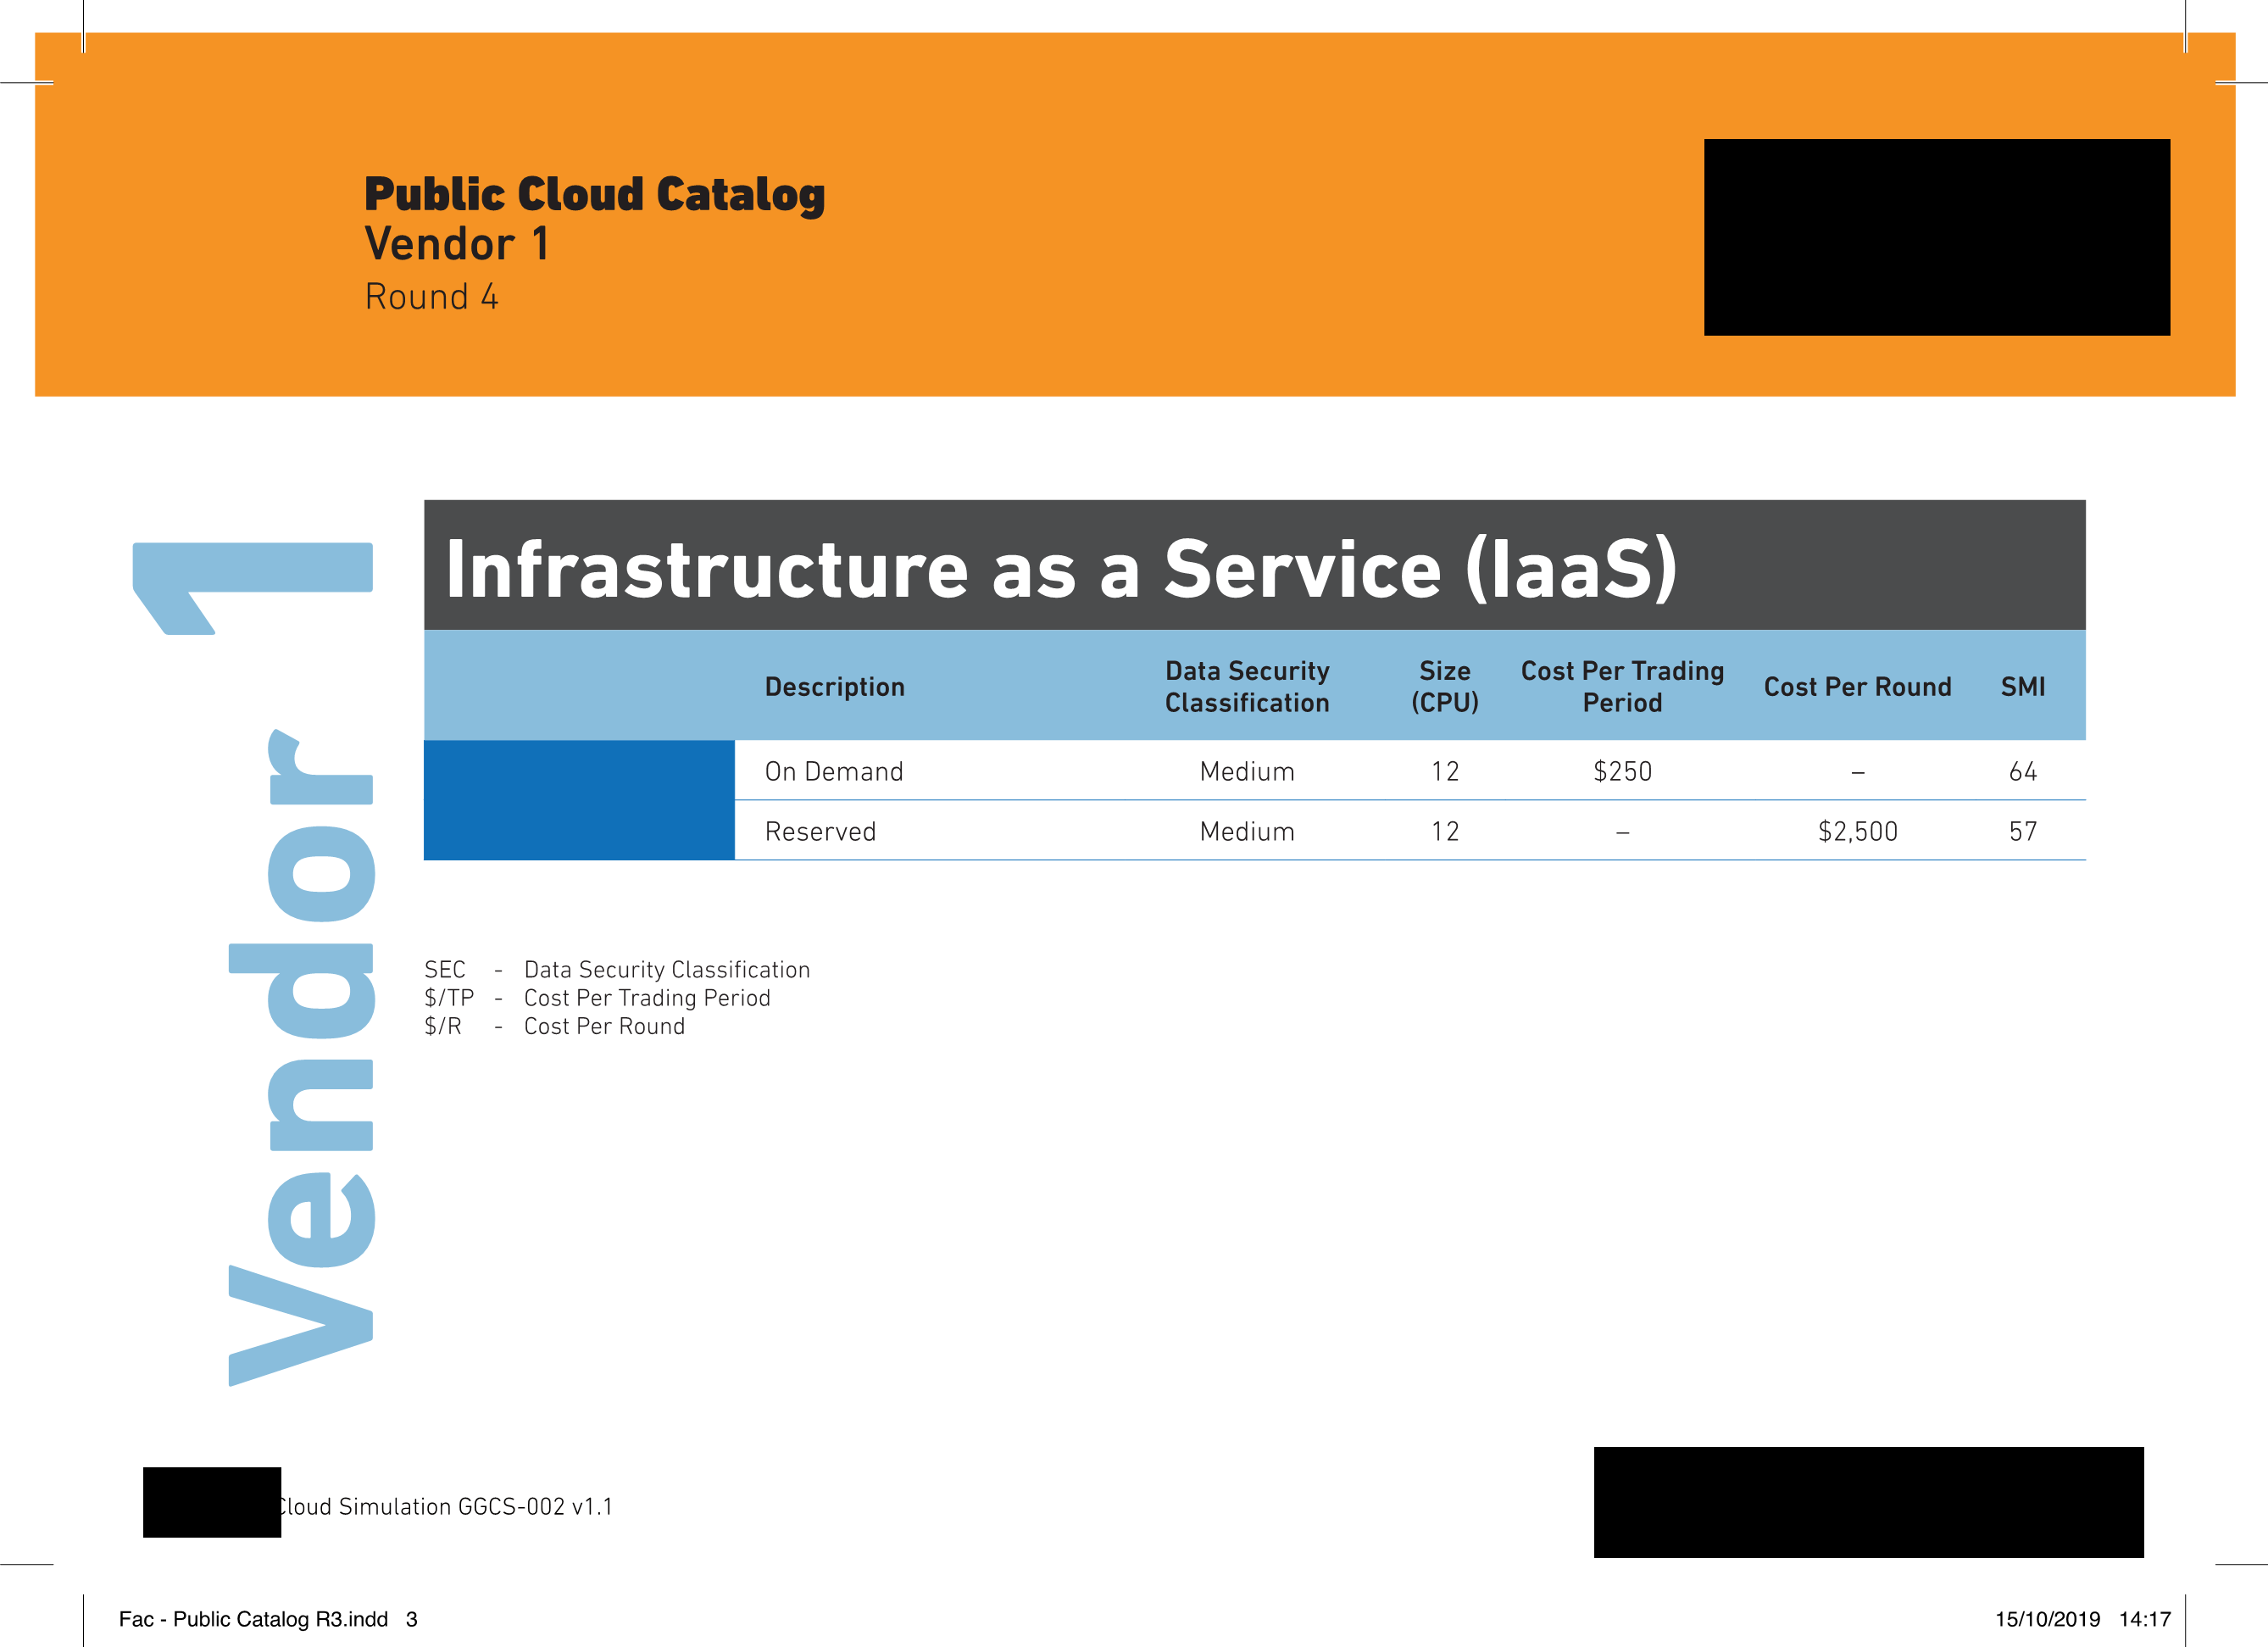 Public Cloud Catalog
Vendor 1
Round 4
Vendor 1
Infrastructure as a Service (IaaS)
Description Data Security Classification Size (CPU) Cost Per Trading Period Cost Per Round SMI
On Demand Medium 12 $250 – 64
Reserved Medium 12 – $2,500 57
SEC - Data Security Classification
$/TP - Cost Per Trading Period
$/R - Cost Per Round
Cloud Simulation GGCS-002 v1.1
Fac - Public Catalog R3.indd 3 15/10/2019 14:17